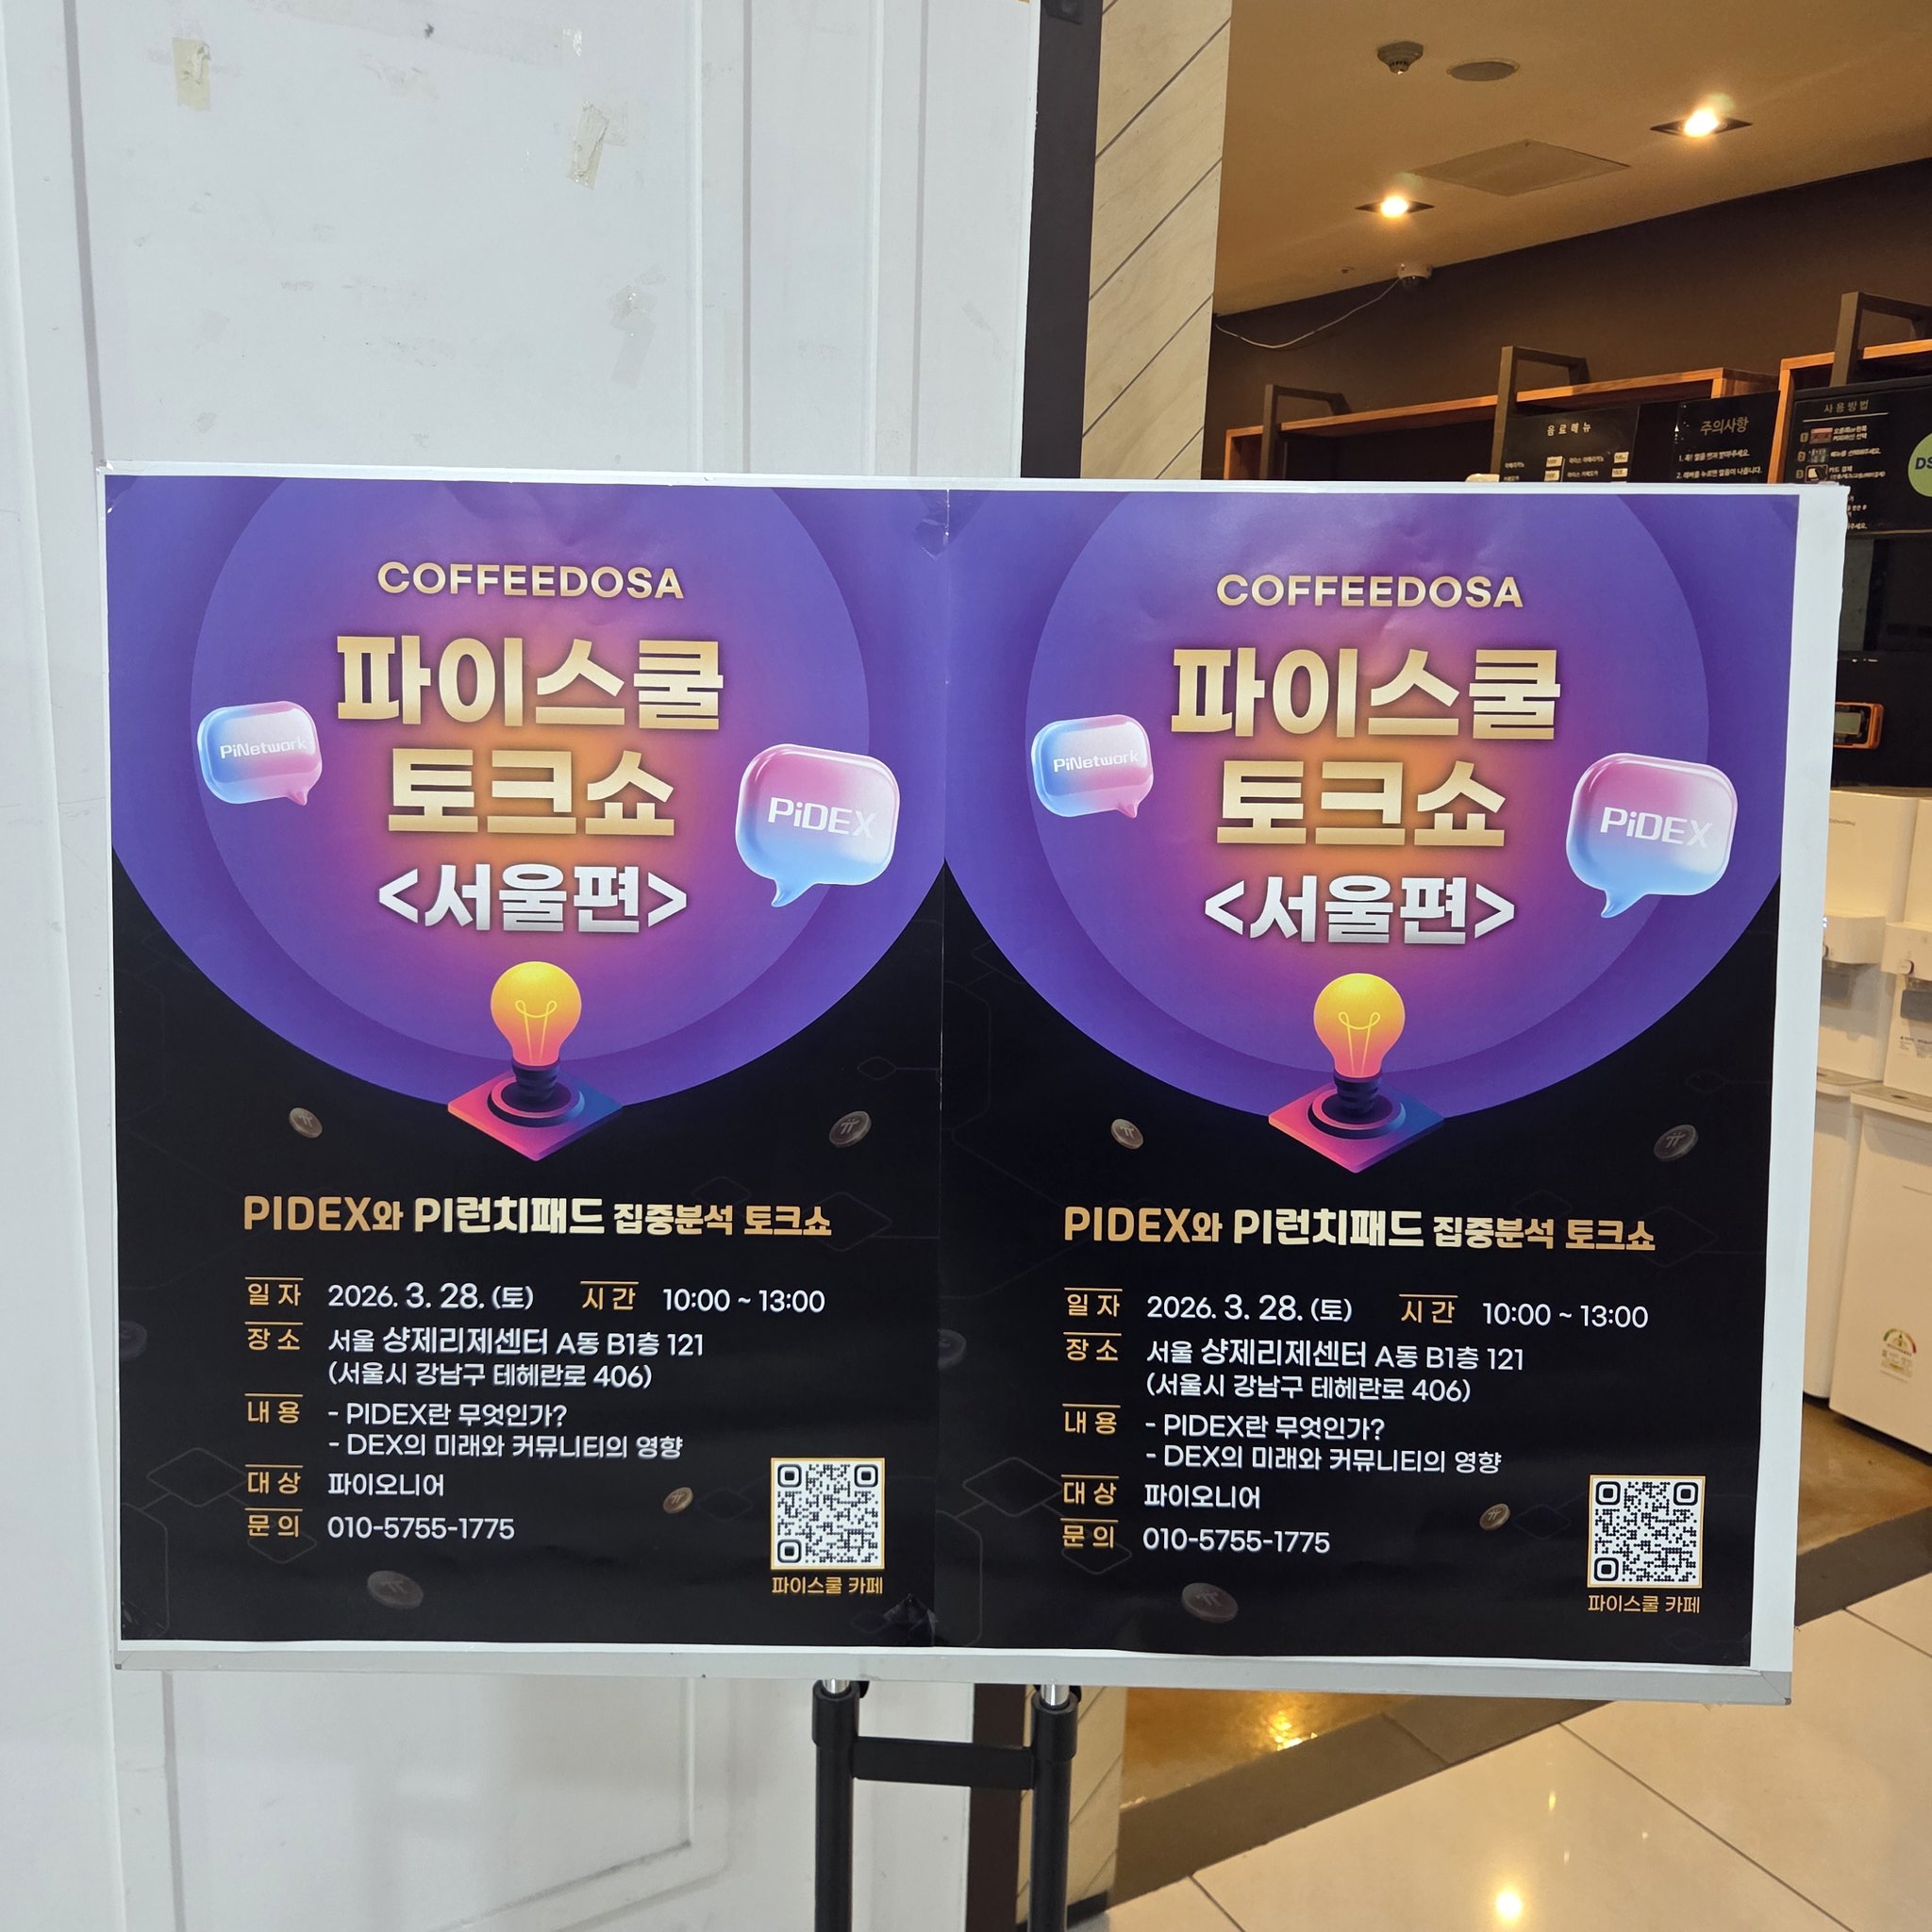 COFFEEDOSA
파이스쿨
토크쇼
<서울편>
PiNetwork
PiDEX
PIDEX와 PI런치패드 집중분석 토크쇼
일자 2026. 3. 28. (토) 시간 10:00 ~ 13:00
장소 서울 샹제리제센터 A동 B1층 121
(서울시 강남구 테헤란로 406)
내용 - PIDEX란 무엇인가?
- DEX의 미래와 커뮤니티의 영향
대상 파이오니어
문의 010-5755-1775
파이스쿨 카페
COFFEEDOSA
파이스쿨
토크쇼
<서울편>
PiNetwork
PiDEX
PIDEX와 PI런치패드 집중분석 토크쇼
일자 2026. 3. 28. (토) 시간 10:00 ~ 13:00
장소 서울 샹제리제센터 A동 B1층 121
(서울시 강남구 테헤란로 406)
내용 - PIDEX란 무엇인가?
- DEX의 미래와 커뮤니티의 영향
대상 파이오니어
문의 010-5755-1775
파이스쿨 카페
음료메뉴
주의사항
사용방법
DS